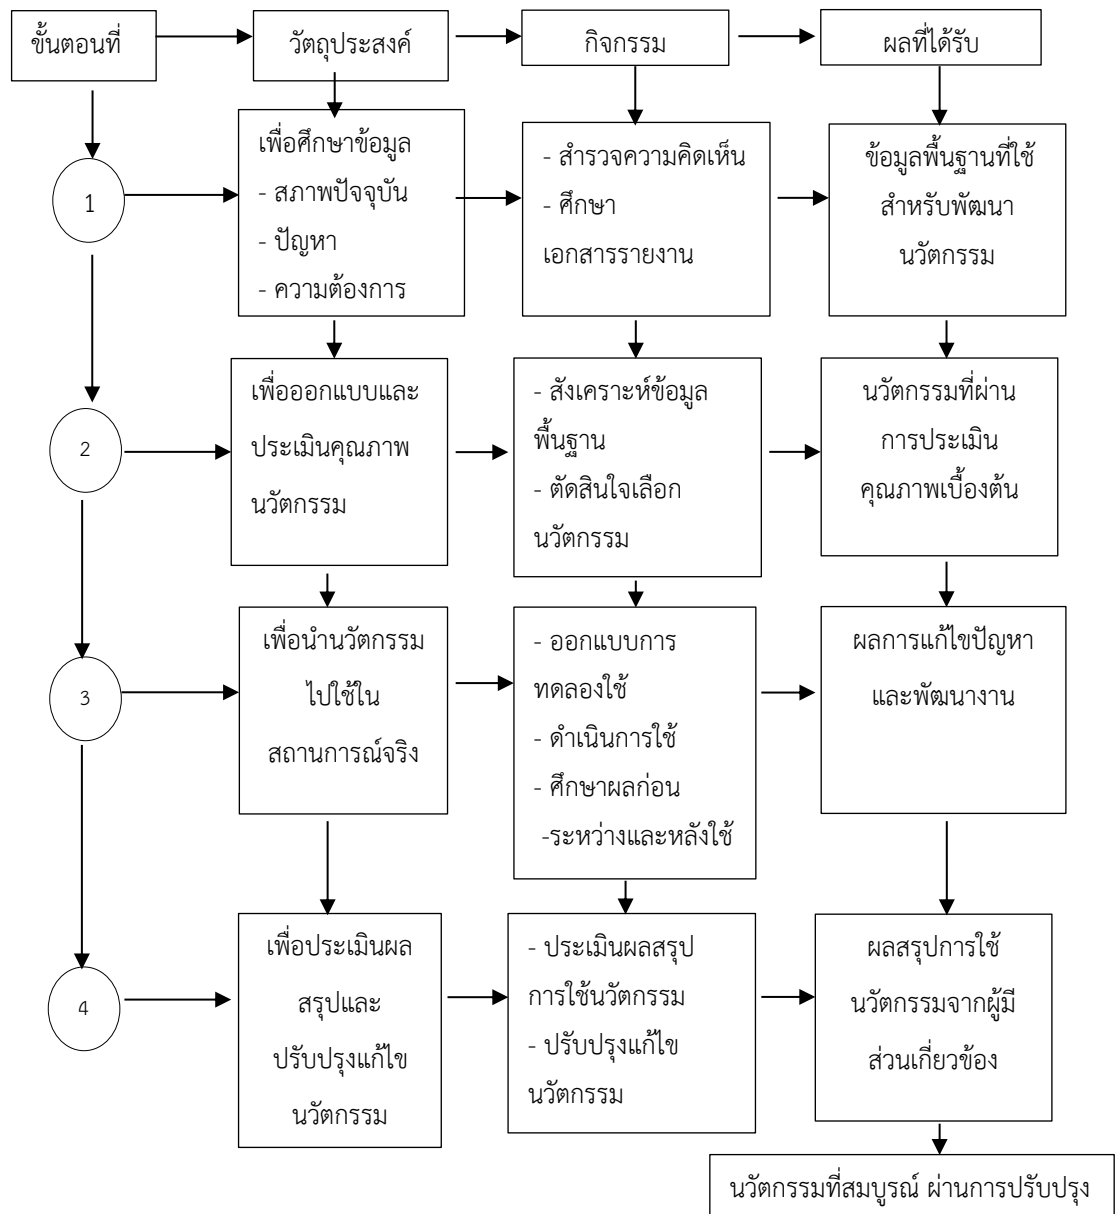 ขั้นตอนที่
วัตถุประสงค์
กิจกรรม
ผลที่ได้รับ
1
เพื่อศึกษาข้อมูล
- สภาพปัจจุบัน
- ปัญหา
- ความต้องการ
- สำรวจความคิดเห็น
- ศึกษา
เอกสารรายงาน
ข้อมูลพื้นฐานที่ใช้
สำหรับพัฒนา
นวัตกรรม
2
เพื่อออกแบบและ
ประเมินคุณภาพ
นวัตกรรม
- สังเคราะห์ข้อมูล
พื้นฐาน
- ตัดสินใจเลือก
นวัตกรรม
นวัตกรรมที่ผ่าน
การประเมิน
คุณภาพเบื้องต้น
3
เพื่อนำนวัตกรรม
ไปใช้ใน
สถานการณ์จริง
- ออกแบบการ
ทดลองใช้
- ดำเนินการใช้
- ศึกษาผลก่อน
-ระหว่างและหลังใช้
ผลการแก้ไขปัญหา
และพัฒนางาน
4
เพื่อประเมินผล
สรุปและ
ปรับปรุงแก้ไข
นวัตกรรม
- ประเมินผลสรุป
การใช้นวัตกรรม
- ปรับปรุงแก้ไข
นวัตกรรม
ผลสรุปการใช้
นวัตกรรมจากผู้มี
ส่วนเกี่ยวข้อง
นวัตกรรมที่สมบูรณ์ ผ่านการปรับปรุง